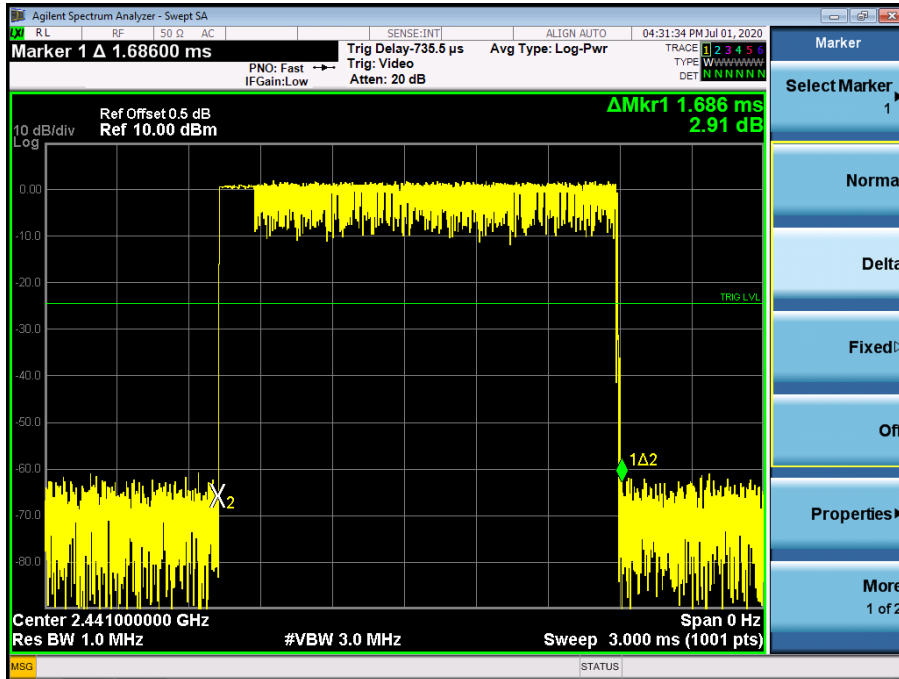 Agilent Spectrum Analyzer - Swept SA
LXI RL RF 50 Ω AC SENSE:INT ALIGN AUTO 04:31:34 PM Jul 01, 2020
Marker 1 Δ 1.68600 ms
PNO: Fast
IFGain:Low
Trig Delay-735.5 µs
Trig: Video
Atten: 20 dB
Avg Type: Log-Pwr
TRACE 1 2 3 4 5 6
TYPE WWWWWW
DET N N N N N N
Marker
Select Marker
1
Norma
Delta
Fixed
Off
Properties
More
1 of 2
ΔMkr1 1.686 ms
2.91 dB
Ref Offset 0.5 dB
10 dB/div Ref 10.00 dBm
Log
0.00
-10.0
-20.0
TRIG LVL
-30.0
-40.0
-50.0
-60.0
1Δ2
X2
-70.0
-80.0
Center 2.441000000 GHz Span 0 Hz
Res BW 1.0 MHz #VBW 3.0 MHz Sweep 3.000 ms (1001 pts)
MSG STATUS